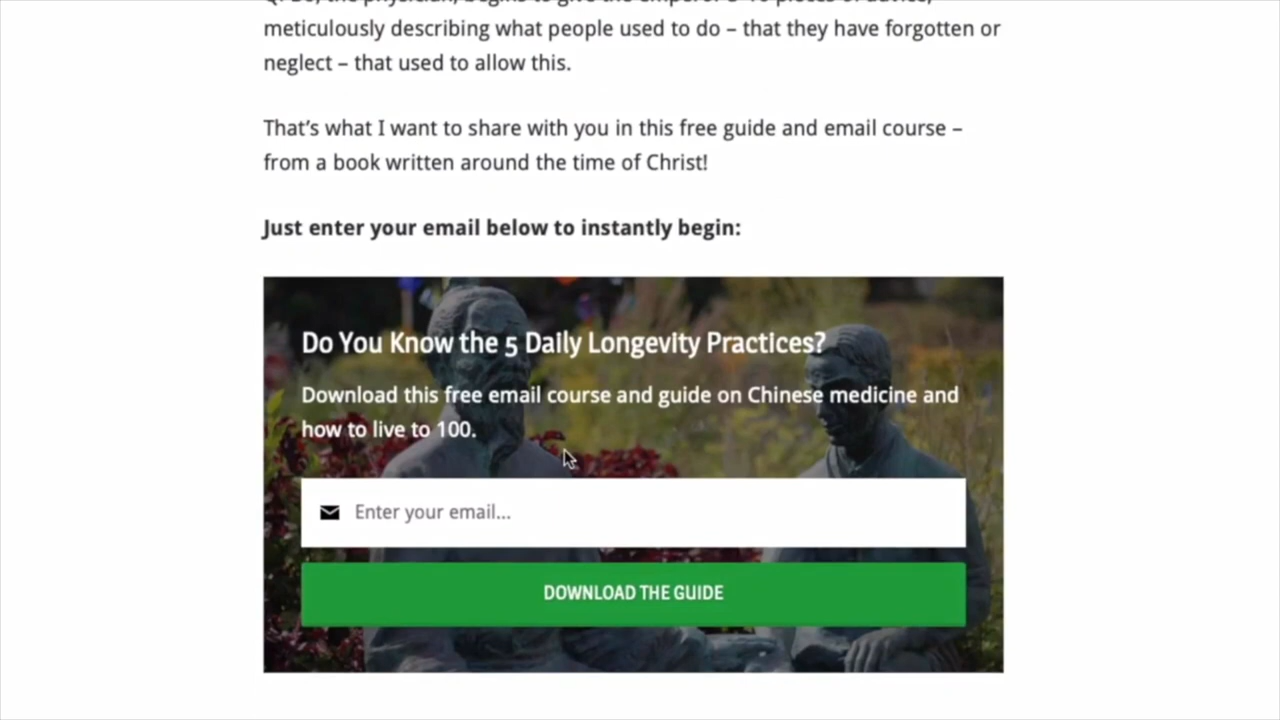 meticulously describing what people used to do – that they have forgotten or
neglect – that used to allow this.
That’s what I want to share with you in this free guide and email course –
from a book written around the time of Christ!
Just enter your email below to instantly begin:
Do You Know the 5 Daily Longevity Practices?
Download this free email course and guide on Chinese medicine and
how to live to 100.
Enter your email...
DOWNLOAD THE GUIDE